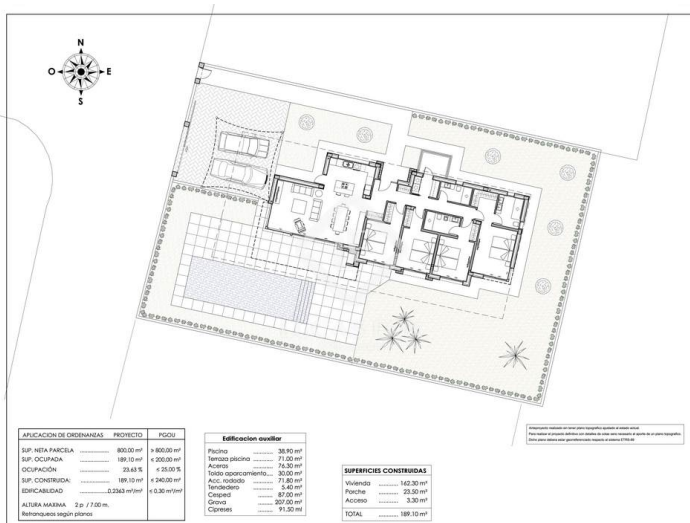 N
O
E
S
APLICACION DE ORDENANZAS PROYECTO PGOU
SUP. NETA PARCELA ............... 800,00 m² ≥ 800,00 m²
SUP. OCUPADA ............... 189,10 m² ≤ 200,00 m²
OCUPACIÓN ............... 23,63 % ≤ 25,00 %
SUP. CONSTRUIDA: ............... 189,10 m² ≤ 240,00 m²
EDIFICABILIDAD ...............0,2363 m²/m² ≤ 0,30 m²/m²
ALTURA MAXIMA 2 p / 7,00 m.
Retranqueos según planos
Edificacion auxiliar
Piscina ............ 38,90 m²
Terraza piscina ............ 71,00 m²
Aceras ............ 76,30 m²
Toldo aparcamiento.... 30,00 m²
Acc. rodado ............ 71,80 m²
Tendedero ............ 5,40 m²
Cesped ......... 87,00 m²
Grava ......... 207,00 m²
Cipreses ......... 91,50 ml
SUPERFICIES CONSTRUIDAS
Vivienda ............ 162,30 m²
Porche ............ 23,50 m²
Acceso ............ 3,30 m²
TOTAL ............ 189,10 m²